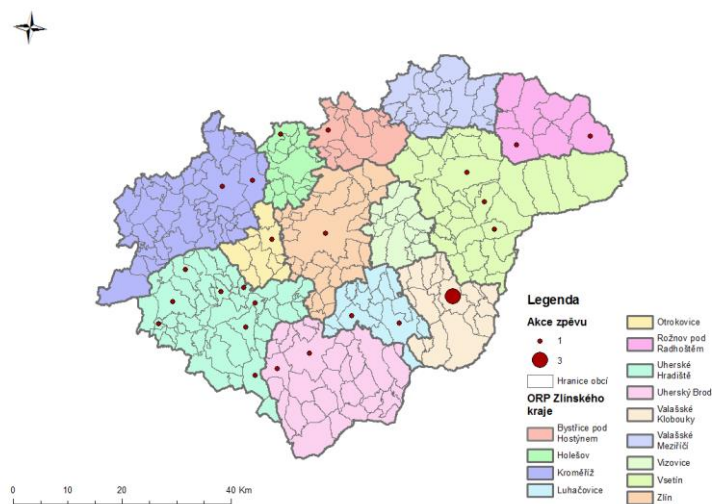 Legenda
Akce zpěvu
1
3
Hranice obcí
ORP Zlínského
kraje
Bystřice pod
Hostýnem
Holešov
Kroměříž
Luhačovice
Otrokovice
Rožnov pod
Radhoštěm
Uherské
Hradiště
Uherský Brod
Valašské
Klobouky
Valašské
Meziříčí
Vizovice
Vsetín
Zlín
0 10 20 40 Km